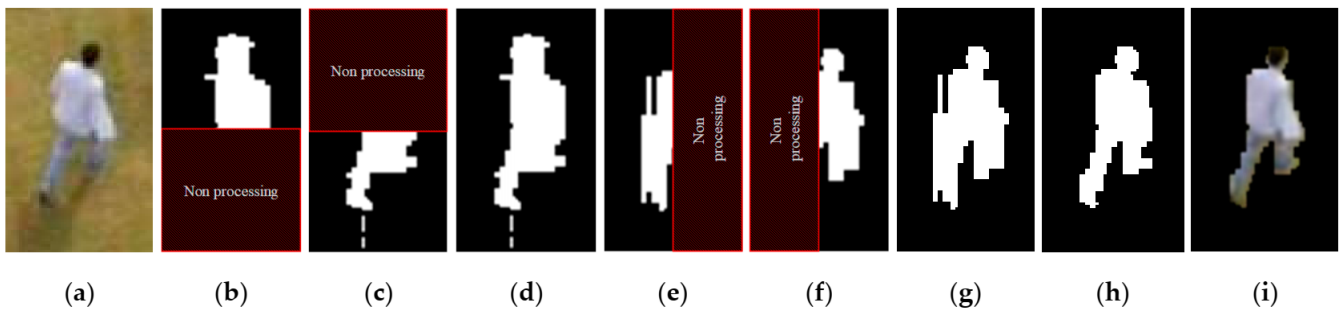 Non processing
Non processing
Non
processing
Non
processing
(a) (b) (c) (d) (e) (f) (g) (h) (i)